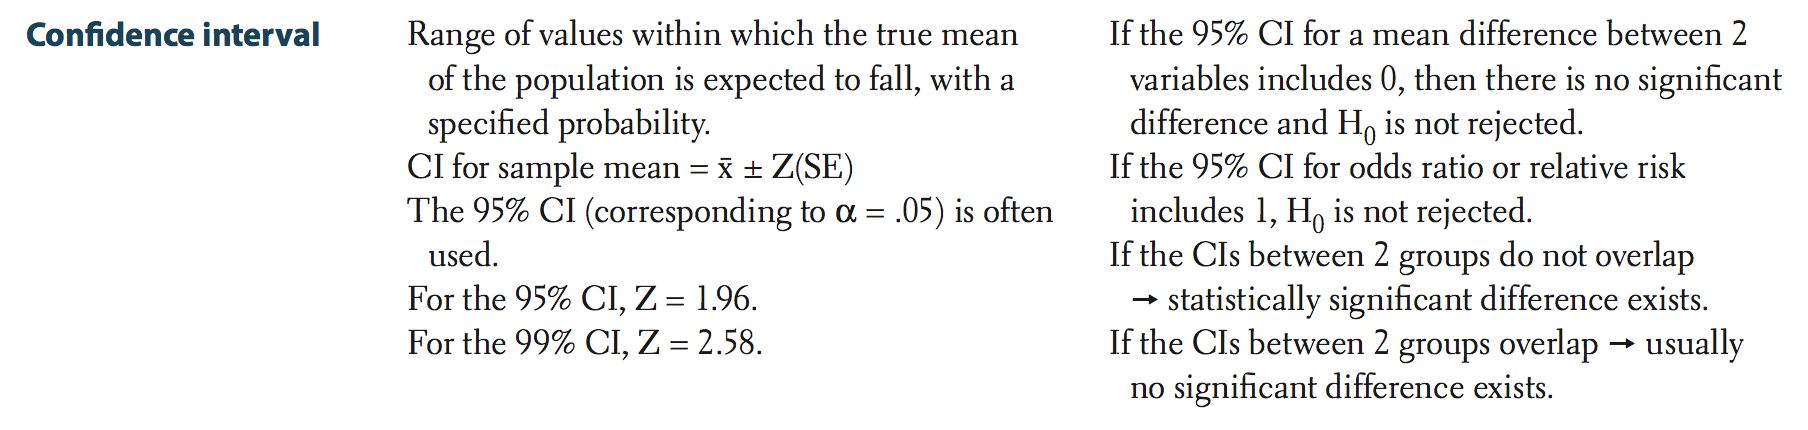 Confidence interval
Range of values within which the true mean
of the population is expected to fall, with a
specified probability.
CI for sample mean = x̄ ± Z(SE)
The 95% CI (corresponding to α = .05) is often
used.
For the 95% CI, Z = 1.96.
For the 99% CI, Z = 2.58.
If the 95% CI for a mean difference between 2
variables includes 0, then there is no significant
difference and H₀ is not rejected.
If the 95% CI for odds ratio or relative risk
includes 1, H₀ is not rejected.
If the CIs between 2 groups do not overlap
→ statistically significant difference exists.
If the CIs between 2 groups overlap → usually
no significant difference exists.